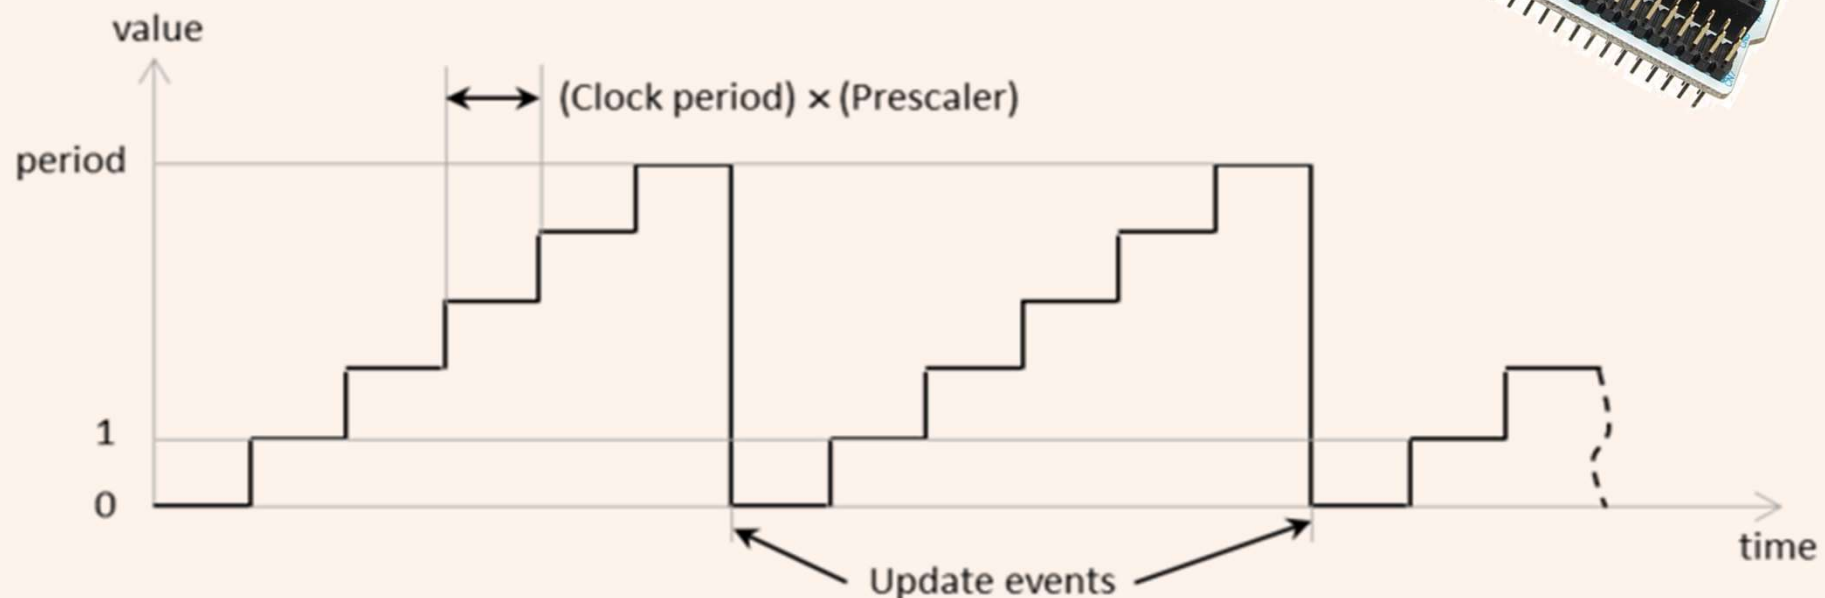 value
(Clock period) × (Prescaler)
period
1
0
time
Update events